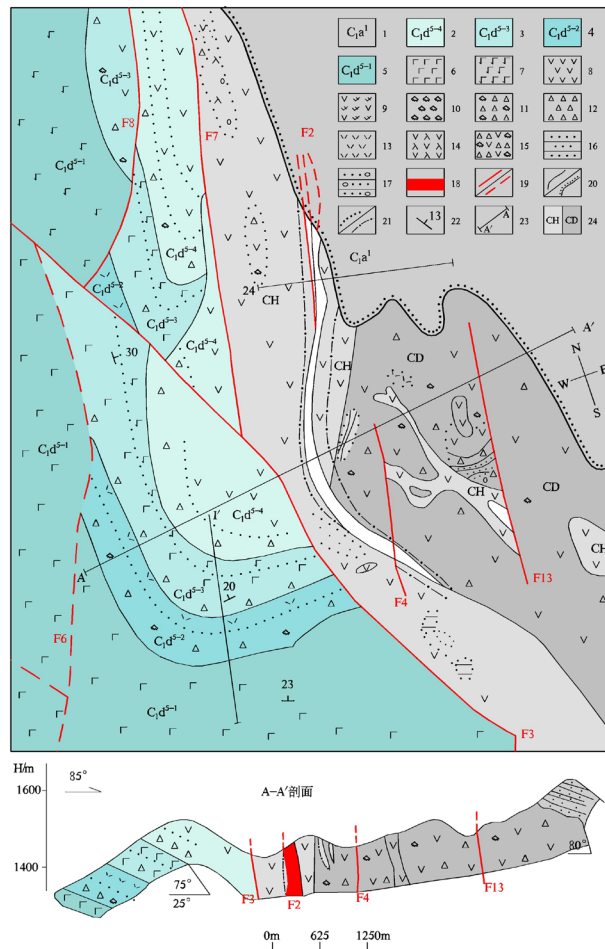 C₁a¹ 1 C₁d⁵⁻⁴ 2 C₁d⁵⁻³ 3 C₁d⁵⁻² 4
C₁d⁵⁻¹ 5 6 7 8
9 10 11 12
13 14 15 16
17 18 19 20
21 13 22 A A′ 23 CH CD 24
C₁d⁵⁻³
F8
F7
F2
C₁d⁵⁻¹
C₁d⁵⁻⁴
C₁a¹
C₁d⁵⁻²
24
CH
C₁d⁵⁻³
C₁d⁵⁻⁴
A′
N
W E
S
30
CH
CD
C₁d⁵⁻¹
CH
CD
C₁d⁵⁻⁴
1′
CH
A
20
F13
C₁d⁵⁻³
F4
F6
C₁d⁵⁻²
C₁d⁵⁻¹
23
F3
H/m
85°
A–A′剖面
1600
1400
75°
25°
F3
F2
F4
F13
80°
0m 625 1250m